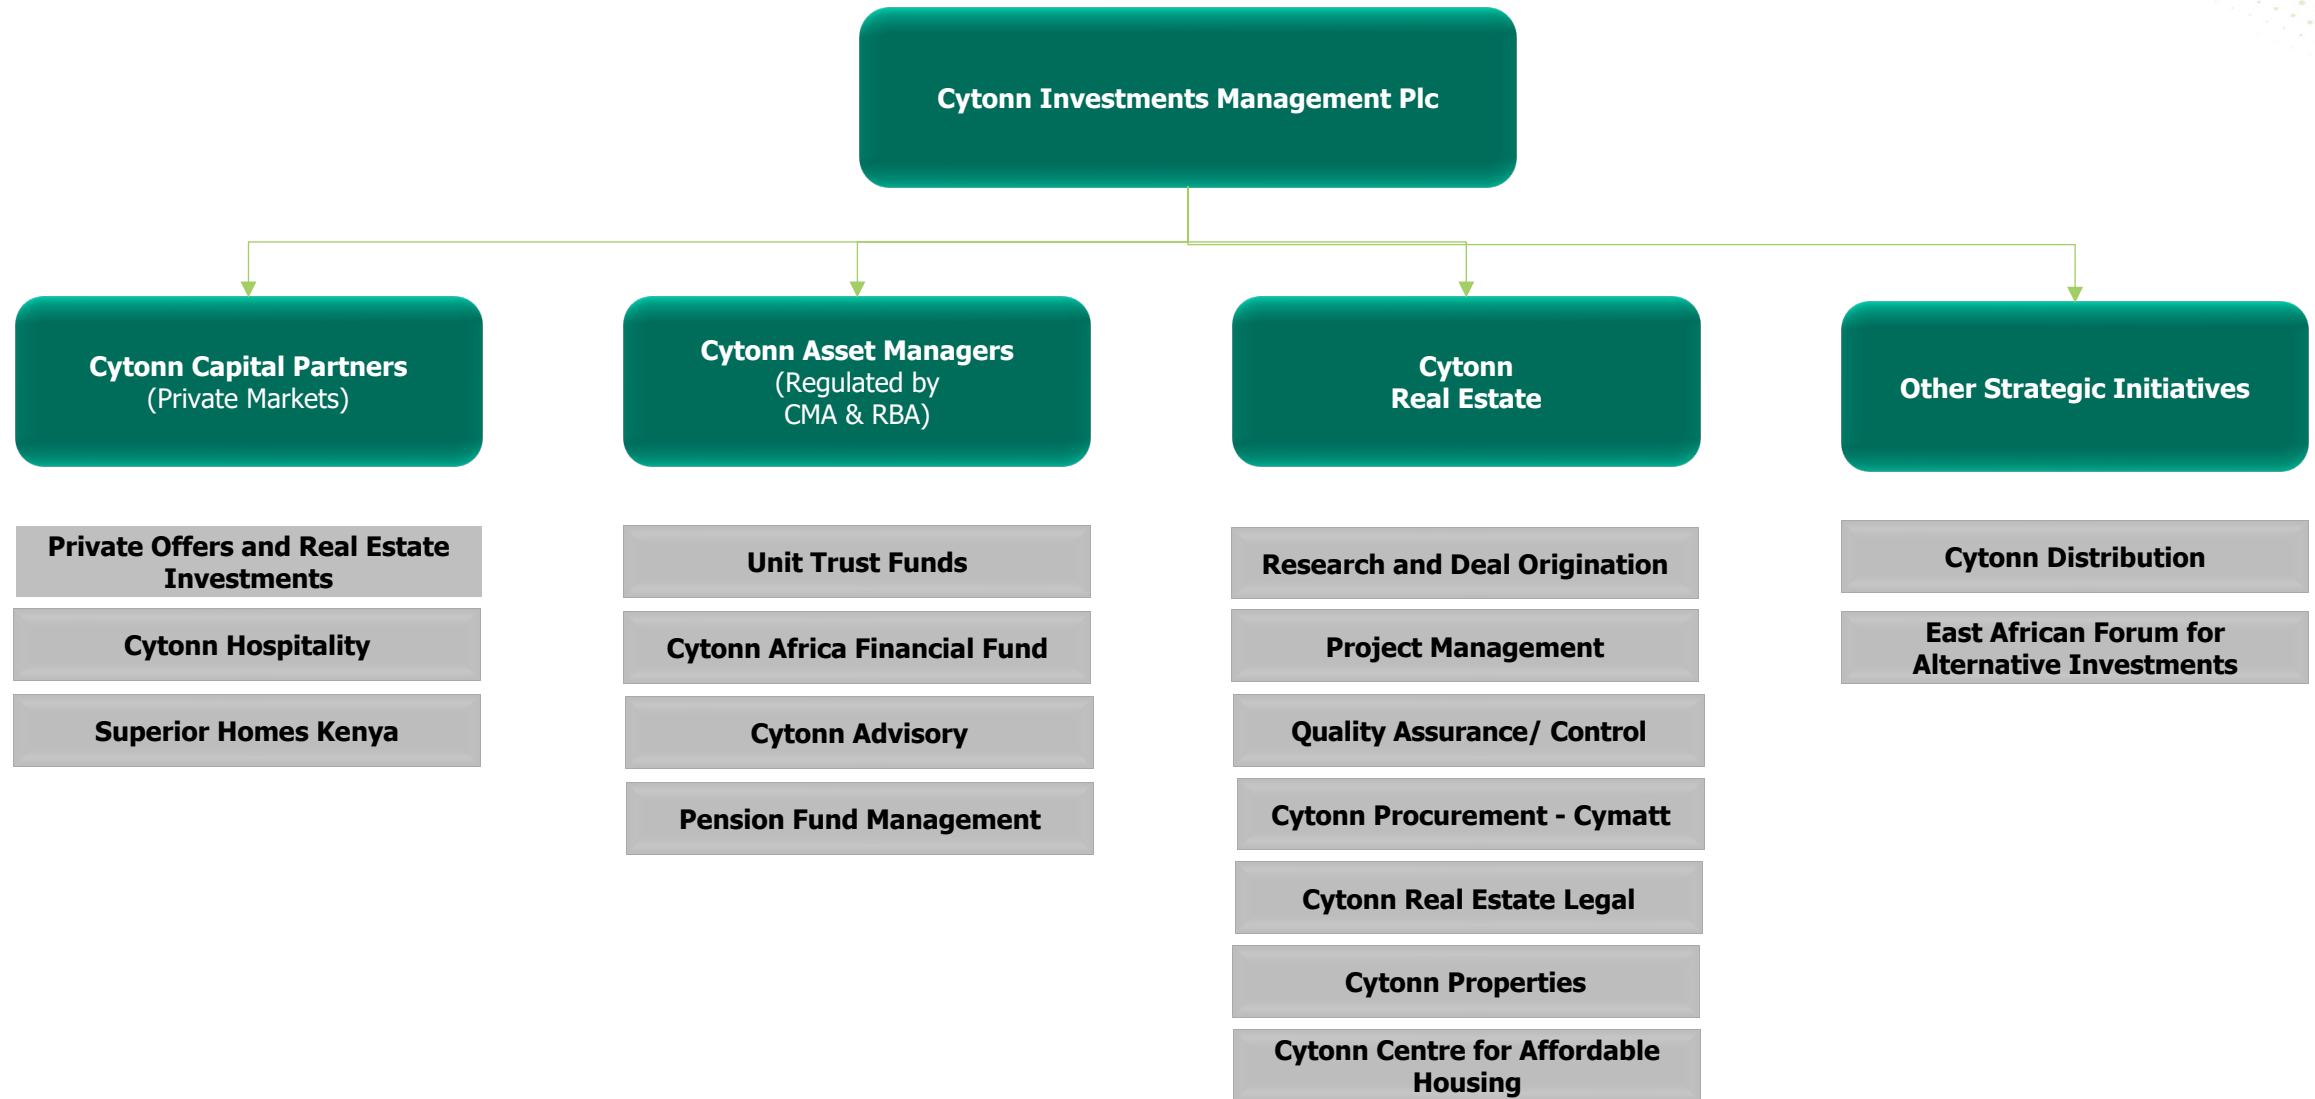 Cytonn Investments Management Plc
Cytonn Capital Partners
(Private Markets)
Cytonn Asset Managers
(Regulated by
CMA & RBA)
Cytonn
Real Estate
Other Strategic Initiatives
Private Offers and Real Estate
Investments
Cytonn Hospitality
Superior Homes Kenya
Unit Trust Funds
Cytonn Africa Financial Fund
Cytonn Advisory
Pension Fund Management
Research and Deal Origination
Project Management
Quality Assurance/ Control
Cytonn Procurement - Cymatt
Cytonn Real Estate Legal
Cytonn Properties
Cytonn Centre for Affordable
Housing
Cytonn Distribution
East African Forum for
Alternative Investments